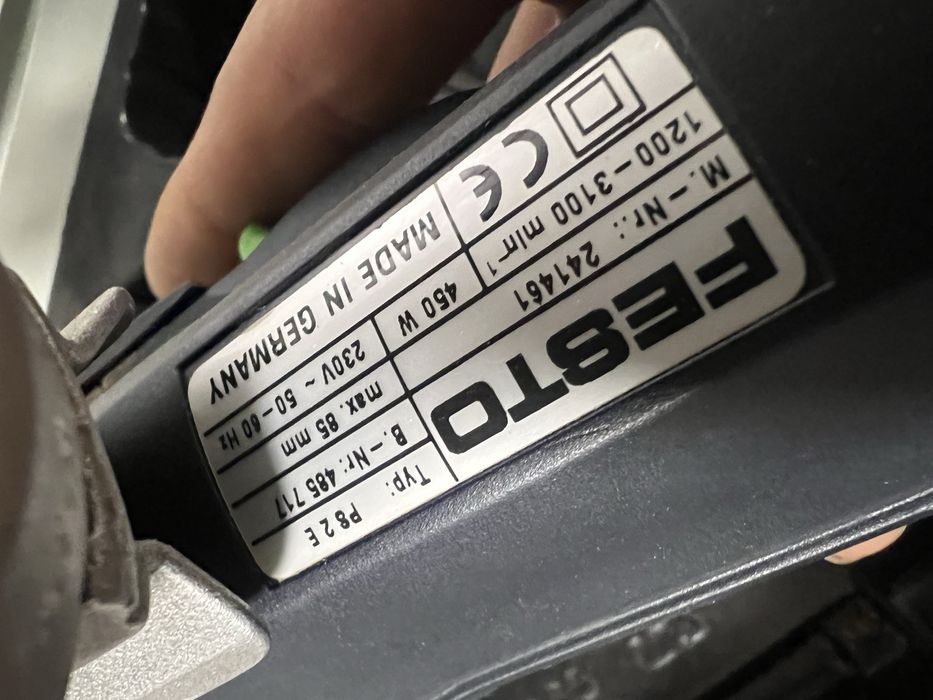 FESTO
Typ: PS 2 E
M.-Nr.: 241461
B.-Nr: 485 717
1200-3100 min⁻¹
450 W
max. 85 mm
230V ~ 50-60 Hz
CE
MADE IN GERMANY